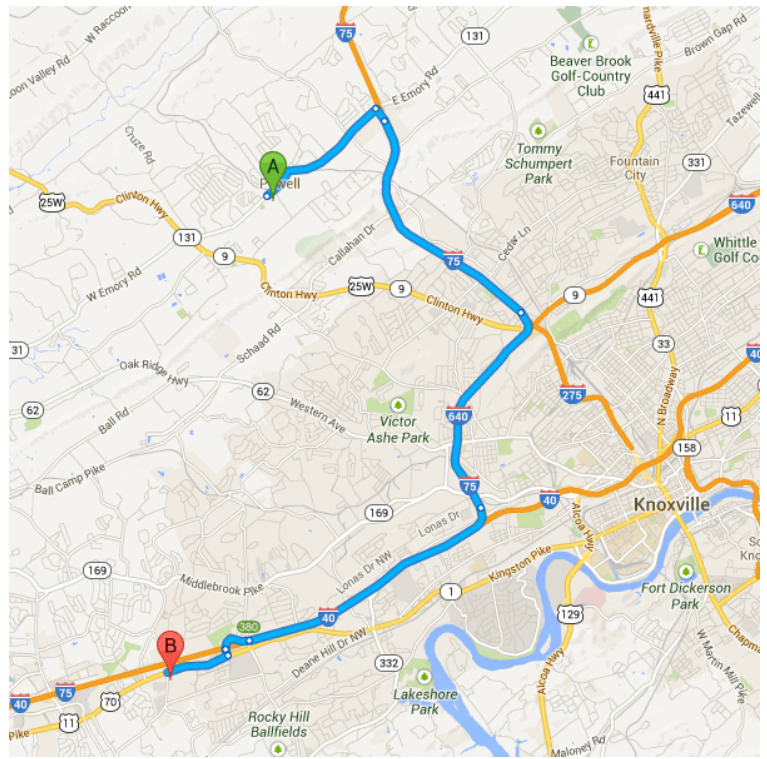 75
131
W Raccoon
Beaver Brook
Golf-Country
Club
Brown Gap Rd
441
E Emory Rd
Tazewell
Cruze Rd
A
Tommy
Schumpert
Park
Fountain
City
331
25W
Clinton Hwy
131
9
W Emory Rd
Callahan Dr
Cedar Ln
75
640
Whittle
Golf Co
Clinton Hwy
25W
9
Clinton Hwy
9
441
31
Schaad Rd
Oak Ridge Hwy
62
33
40
275
62
Ball Rd
Western Ave
Victor
Ashe Park
640
N Broadway
11
158
Ball Camp Pike
75
40
169
Lonas Dr
Alcoa Hwy
Knoxville
169
Middlebrook Pike
Lonas Dr NW
Kingston Pike
1
Fort Dickerson
Park
380
40
129
Deane Hill Dr NW
332
Chapma
W Martin Mill Pike
B
75
40
70
11
Pike
Lakeshore
Park
Alcoa Hwy
Rocky Hill
Ballfields
Maloney Rd